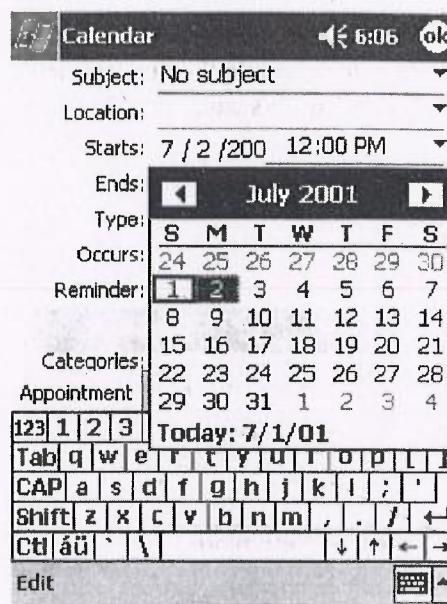 Calendar 6:06 ok
Subject: No subject
Location:
Starts: 7 / 2 /200 12:00 PM
Ends:
Type:
Occurs:
Reminder:
Categories:
Appointment
July 2001
S M T W T F S
24 25 26 27 28 29 30
1 2 3 4 5 6 7
8 9 10 11 12 13 14
15 16 17 18 19 20 21
22 23 24 25 26 27 28
29 30 31 1 2 3 4
Today: 7/1/01
123 1 2 3
Tab q w e r t y u i o p [ ]
CAP a s d f g h j k l ; '
Shift z x c v b n m , . / ←
Ctl áü ` \ ↓ ↑ ← →
Edit